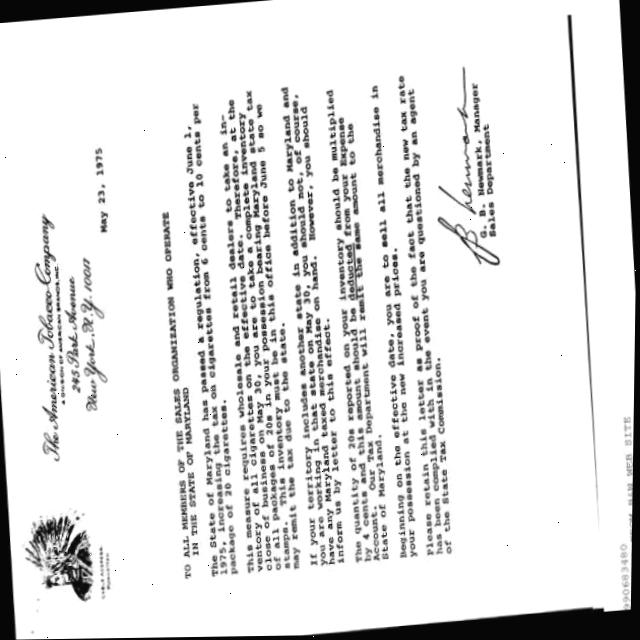 The American Tobacco Company
A DIVISION OF AMERICAN BRANDS, INC.
245 Park Avenue
New York, N.Y. 10017
May 23, 1975
TO ALL MEMBERS OF THE SALES ORGANIZATION WHO OPERATE
IN THE STATE OF MARYLAND
The State of Maryland has passed a regulation, effective June 1,
1975, increasing the tax on cigarettes from 6 cents to 10 cents per
package of 20 cigarettes.
This measure requires wholesale and retail dealers to take an in-
ventory of all cigarettes on the effective date. Therefore, at the
close of business on May 30, you are to take a complete inventory
of all packages of 20s in your possession bearing Maryland state tax
stamps. This inventory must be in this office before June 5 so we
may remit the tax due to the state.
If your territory includes another state in addition to Maryland and
you are working in that state on May 30, you should not, of course,
have any Maryland taxed merchandise on hand. However, you should
inform us by letter to this effect.
The quantity of 20s reported on your inventory should be multiplied
by 4 cents and this amount should be deducted from your Expense
Account. Our Tax Department will remit the same amount to the
State of Maryland.
Beginning on the effective date, you are to sell all merchandise in
your possession at the new increased prices.
Please retain this letter as proof of the fact that the new tax rate
has been complied with in the event you are questioned by an agent
of the State Tax Commission.
G. B. Newmark, Manager
Sales Department
990683480
WEB SITE